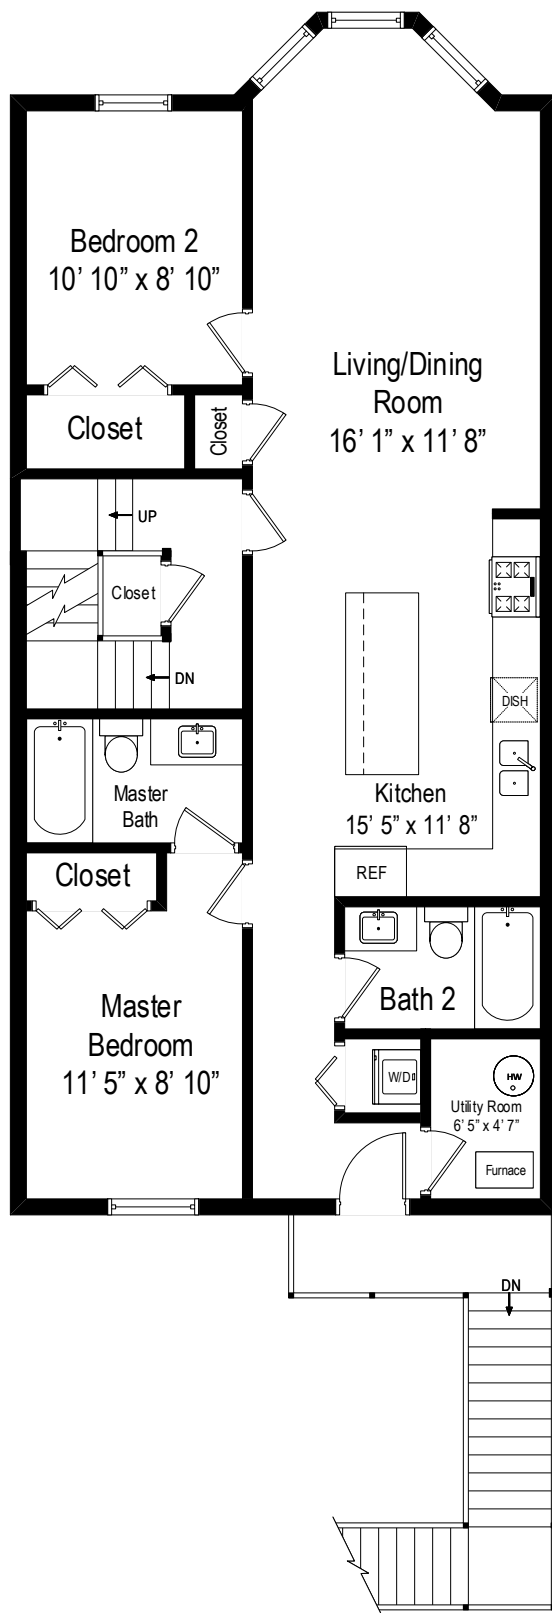 Bedroom 2
10’ 10” x 8’ 10”
Living/Dining
Room
16’ 1” x 11’ 8”
Closet
Closet
UP
Closet
DN
DISH
Master
Bath
Kitchen
15’ 5” x 11’ 8”
REF
Closet
Master
Bedroom
11’ 5” x 8’ 10”
Bath 2
W/D
HW
Utility Room
6’ 5” x 4’ 7”
Furnace
DN